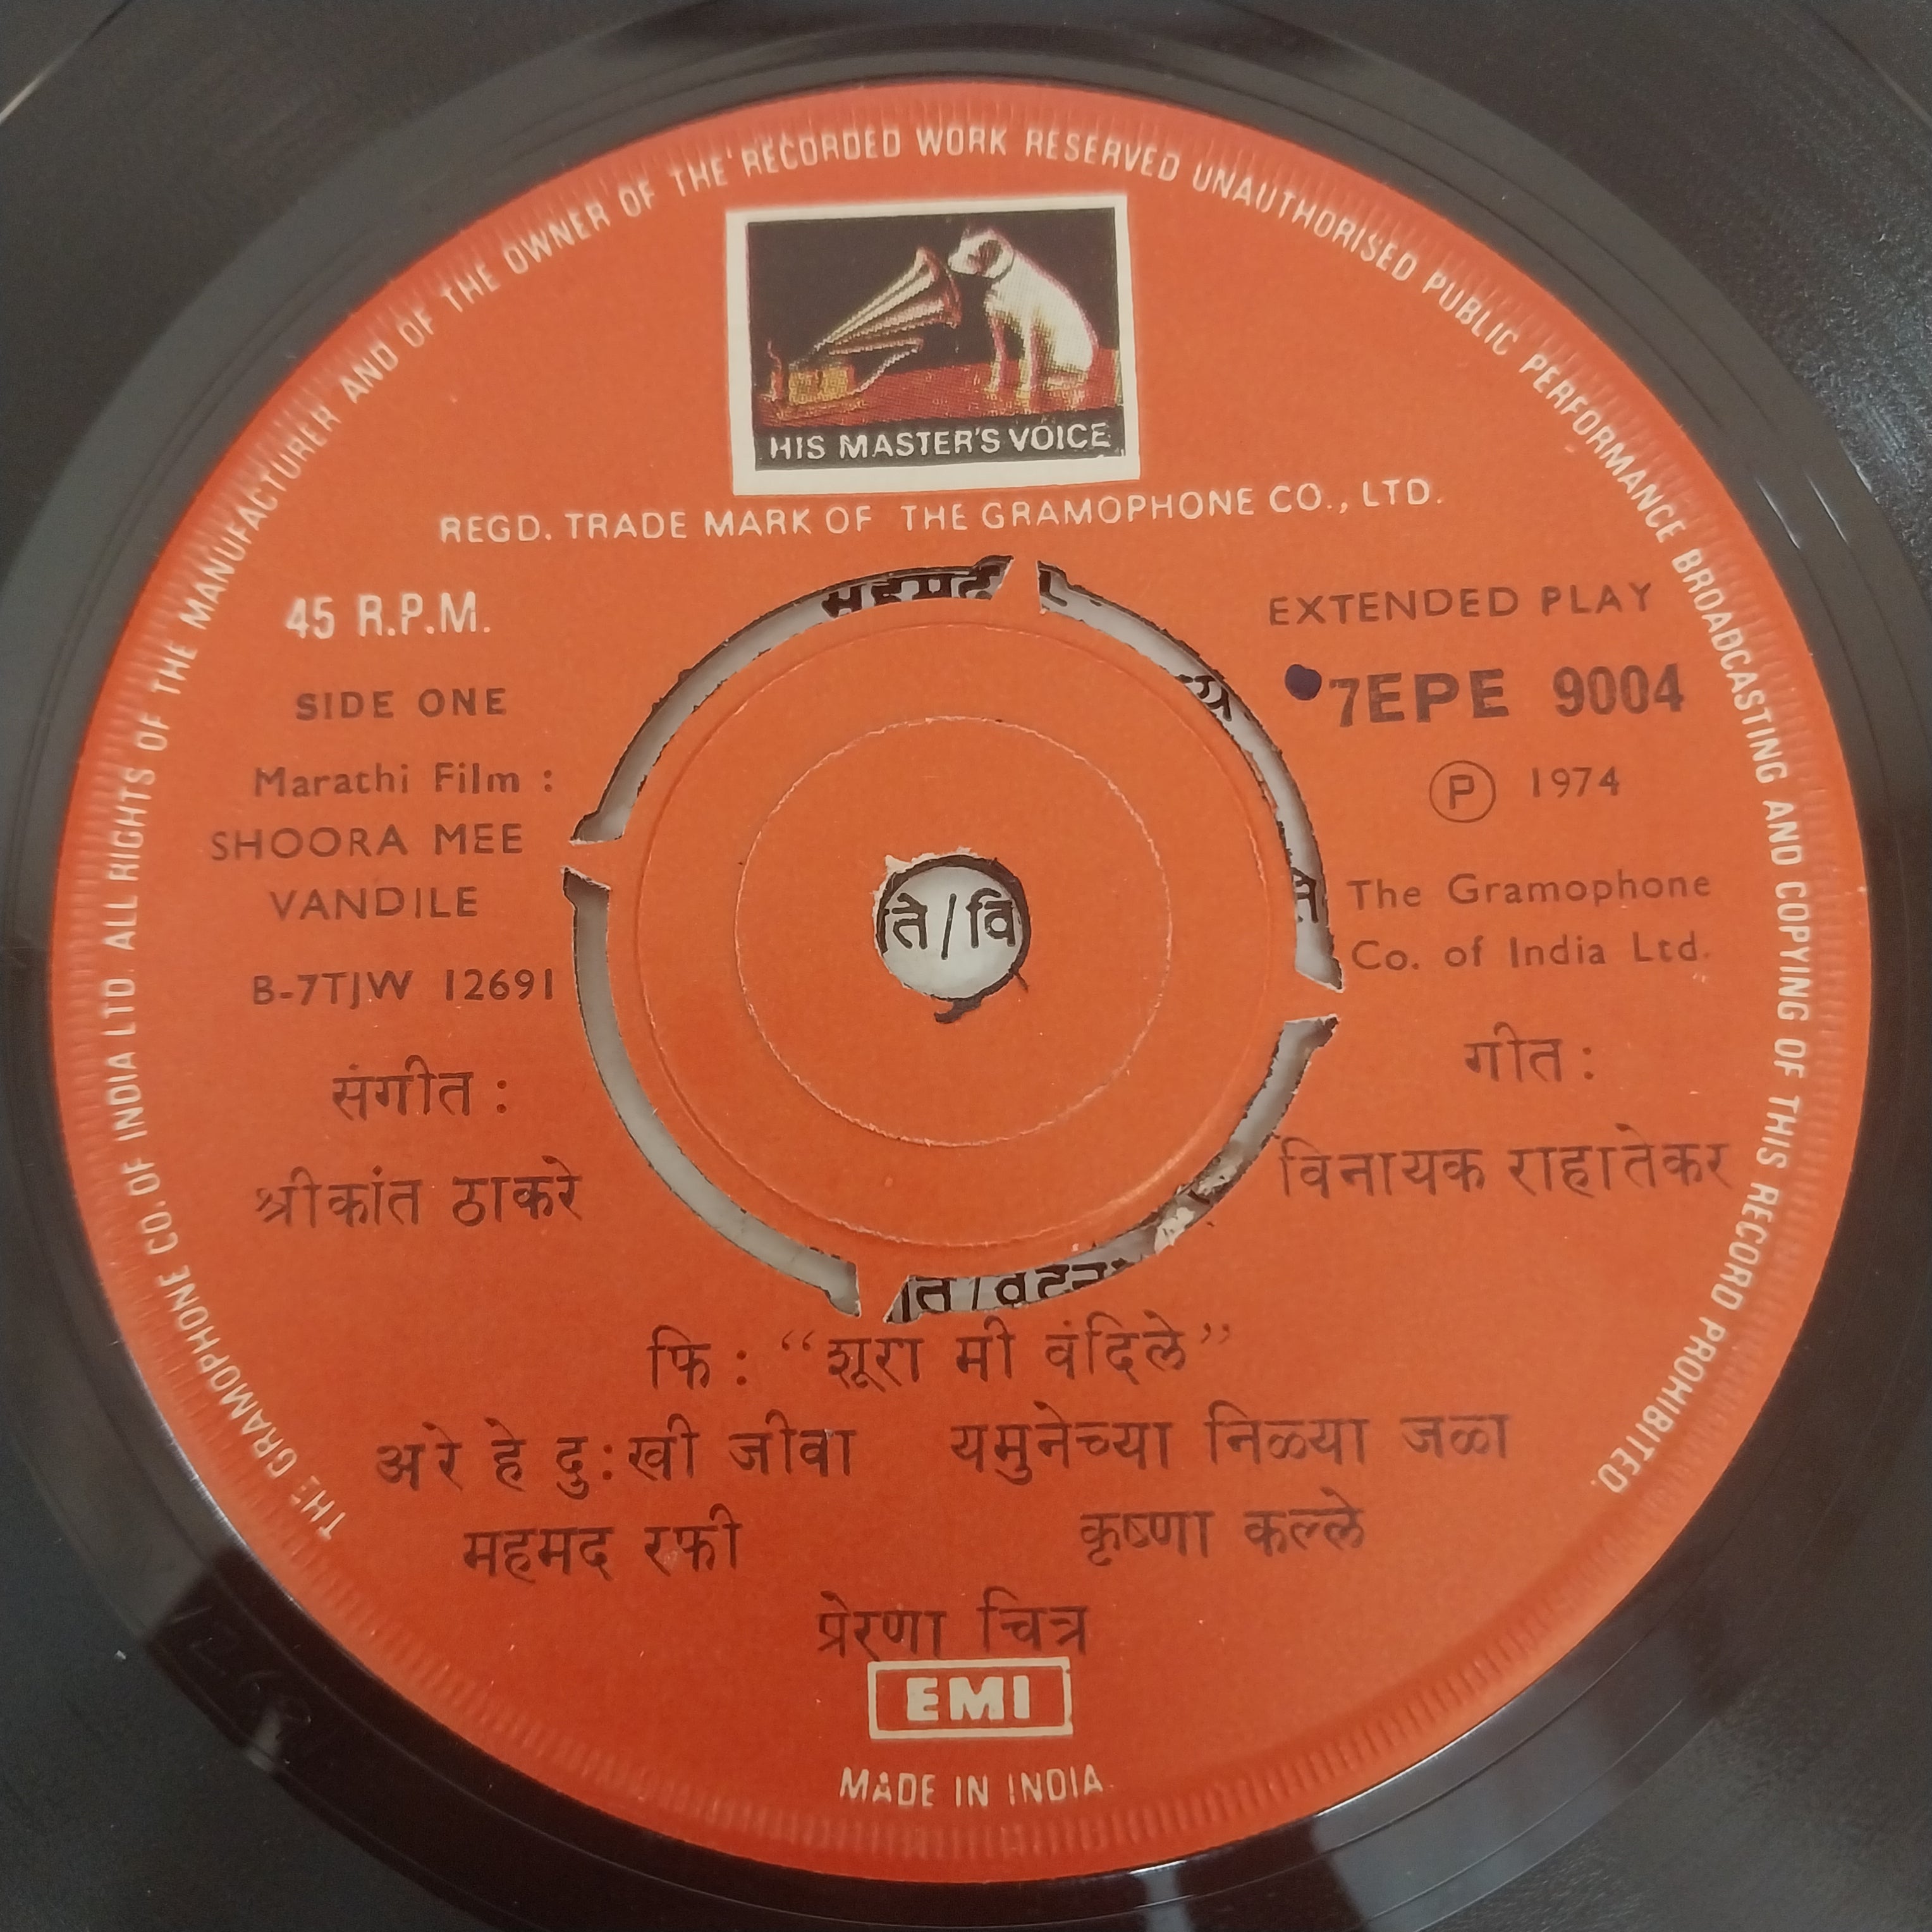 THE GRAMOPHONE CO. OF INDIA LTD. ALL RIGHTS OF THE MANUFACTURER AND OF THE OWNER OF THE RECORDED WORK RESERVED UNAUTHORISED PUBLIC PERFORMANCE BROADCASTING AND COPYING OF THIS RECORD PROHIBITED.
HIS MASTER'S VOICE
REGD. TRADE MARK OF THE GRAMOPHONE CO., LTD.
45 R.P.M.
EXTENDED PLAY
SIDE ONE
7EPE 9004
Marathi Film :
Ⓟ 1974
SHOORA MEE
VANDILE
The Gramophone
Co. of India Ltd.
B-7TJW 12691
संगीत :
गीत :
श्रीकांत ठाकरे
विनायक राहातेकर
फि : “शूरा मी वंदिले”
अरे हे दु:खी जीवा यमुनेच्या निळ्या जळा
महमद रफी कृष्णा कल्ले
प्रेरणा चित्र
EMI
MADE IN INDIA